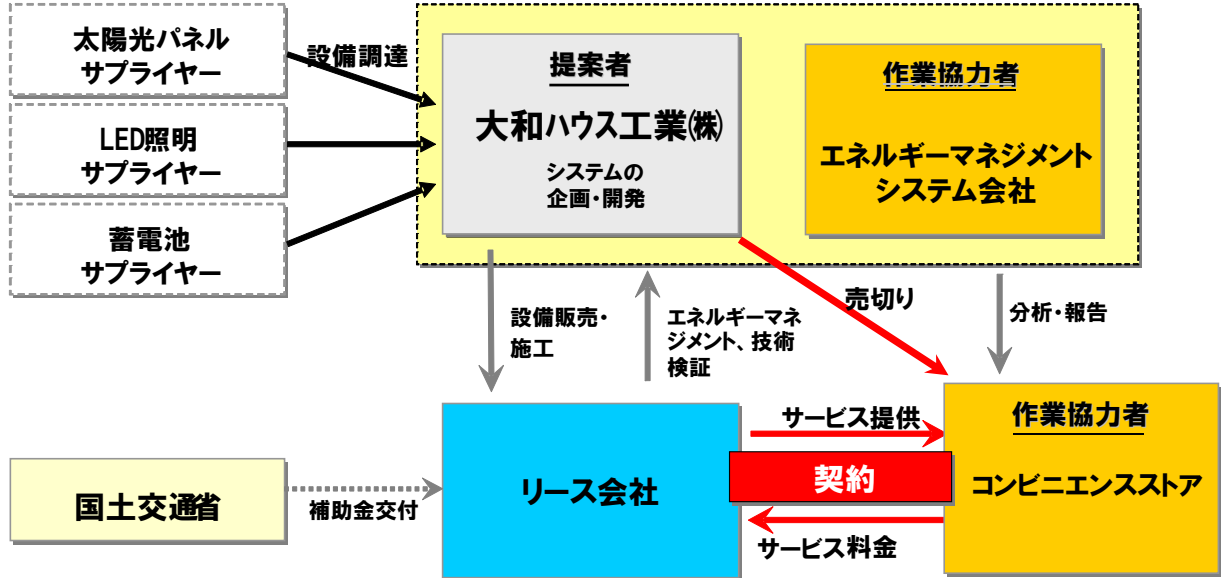 太陽光パネル
サプライヤー
設備調達
LED照明
サプライヤー
蓄電池
サプライヤー
提案者
大和ハウス工業㈱
システムの
企画・開発
作業協力者
エネルギーマネジメント
システム会社
設備販売・
施工
エネルギーマネ
ジメント、技術
検証
売切り
分析・報告
国土交通省
補助金交付
リース会社
サービス提供
契約
サービス料金
作業協力者
コンビニエンスストア